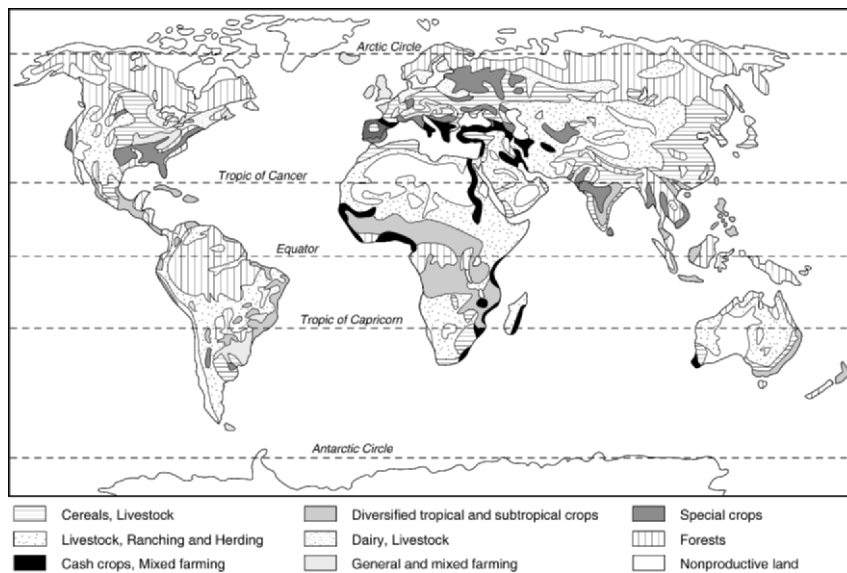 Arctic Circle
Tropic of Cancer
Equator
Tropic of Capricorn
Antarctic Circle
Cereals, Livestock
Diversified tropical and subtropical crops
Special crops
Livestock, Ranching and Herding
Dairy, Livestock
Forests
Cash crops, Mixed farming
General and mixed farming
Nonproductive land